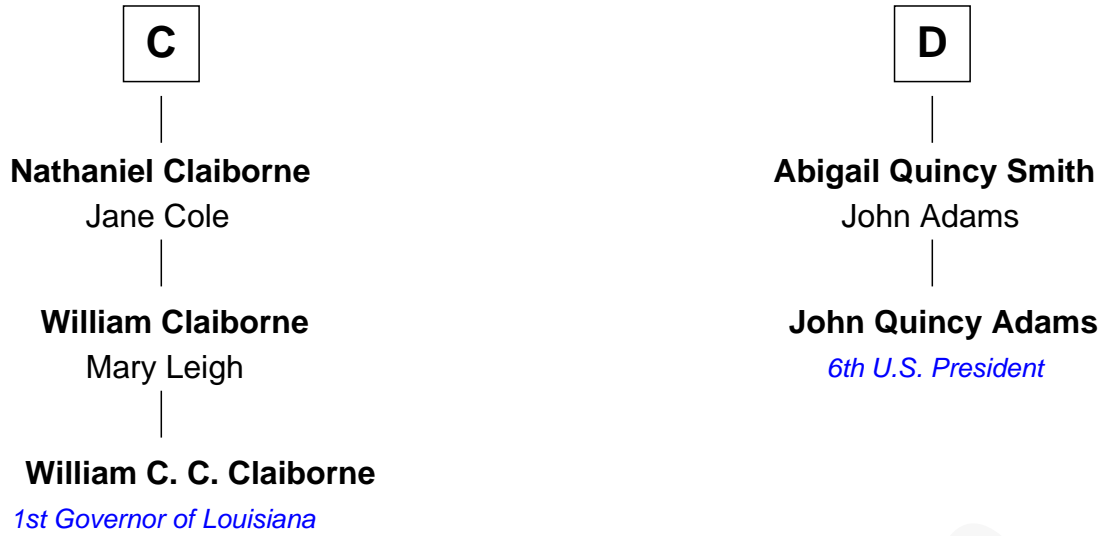 C
D
Nathaniel Claiborne
Jane Cole
Abigail Quincy Smith
John Adams
William Claiborne
Mary Leigh
John Quincy Adams
6th U.S. President
William C. C. Claiborne
1st Governor of Louisiana